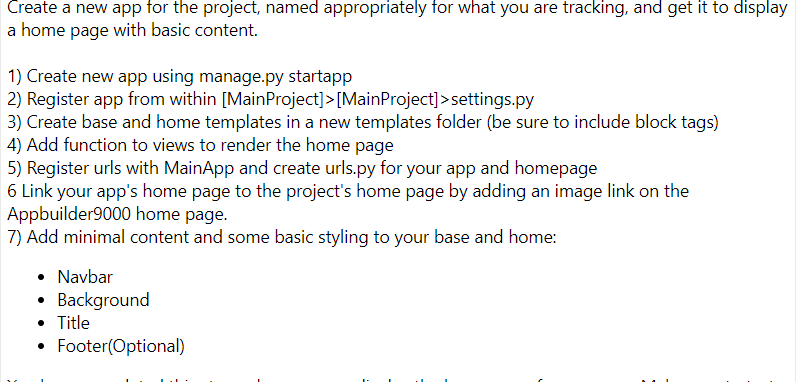 Create a new app for the project, named appropriately for what you are tracking, and get it to display
a home page with basic content.
1) Create new app using manage.py startapp
2) Register app from within [MainProject]>[MainProject]>settings.py
3) Create base and home templates in a new templates folder (be sure to include block tags)
4) Add function to views to render the home page
5) Register urls with MainApp and create urls.py for your app and homepage
6 Link your app's home page to the project's home page by adding an image link on the
Appbuilder9000 home page.
7) Add minimal content and some basic styling to your base and home:
• Navbar
• Background
• Title
• Footer(Optional)